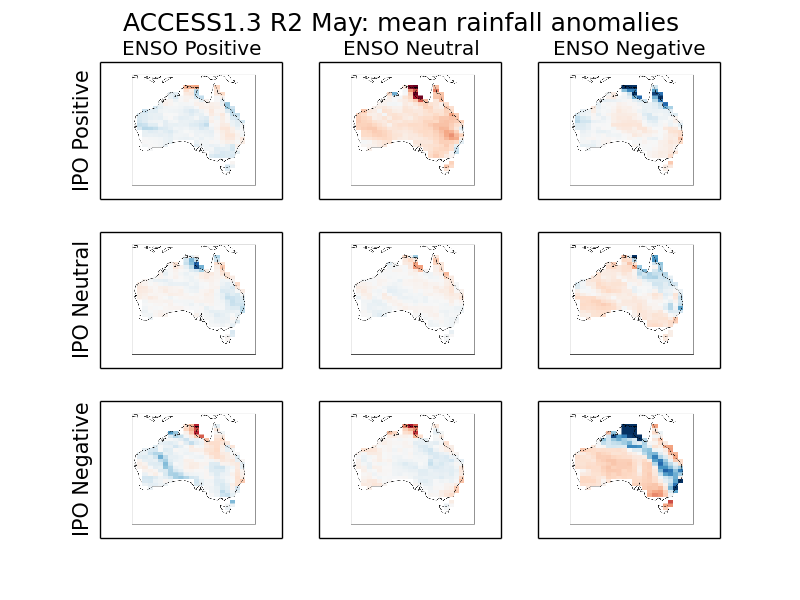 ACCESS1.3 R2 May: mean rainfall anomalies
ENSO Positive ENSO Neutral ENSO Negative
IPO Positive
IPO Neutral
IPO Negative